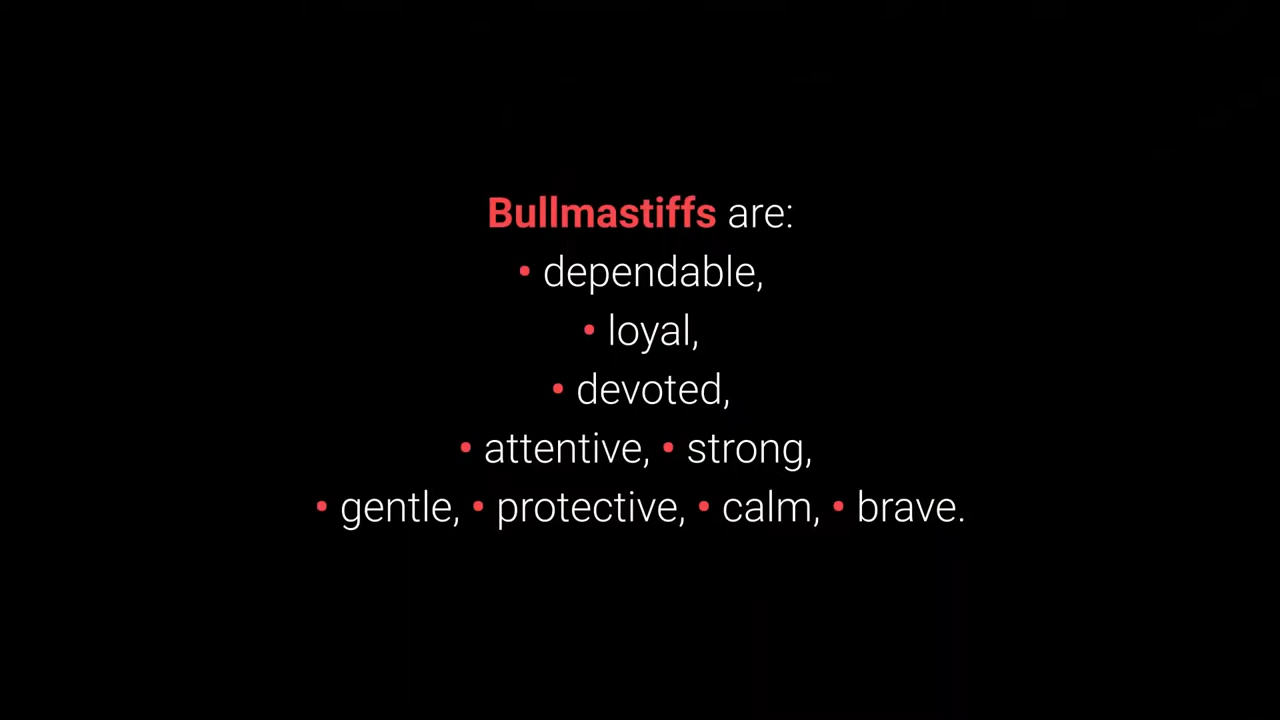 Bullmastiffs are:
• dependable,
• loyal,
• devoted,
• attentive, • strong,
• gentle, • protective, • calm, • brave.